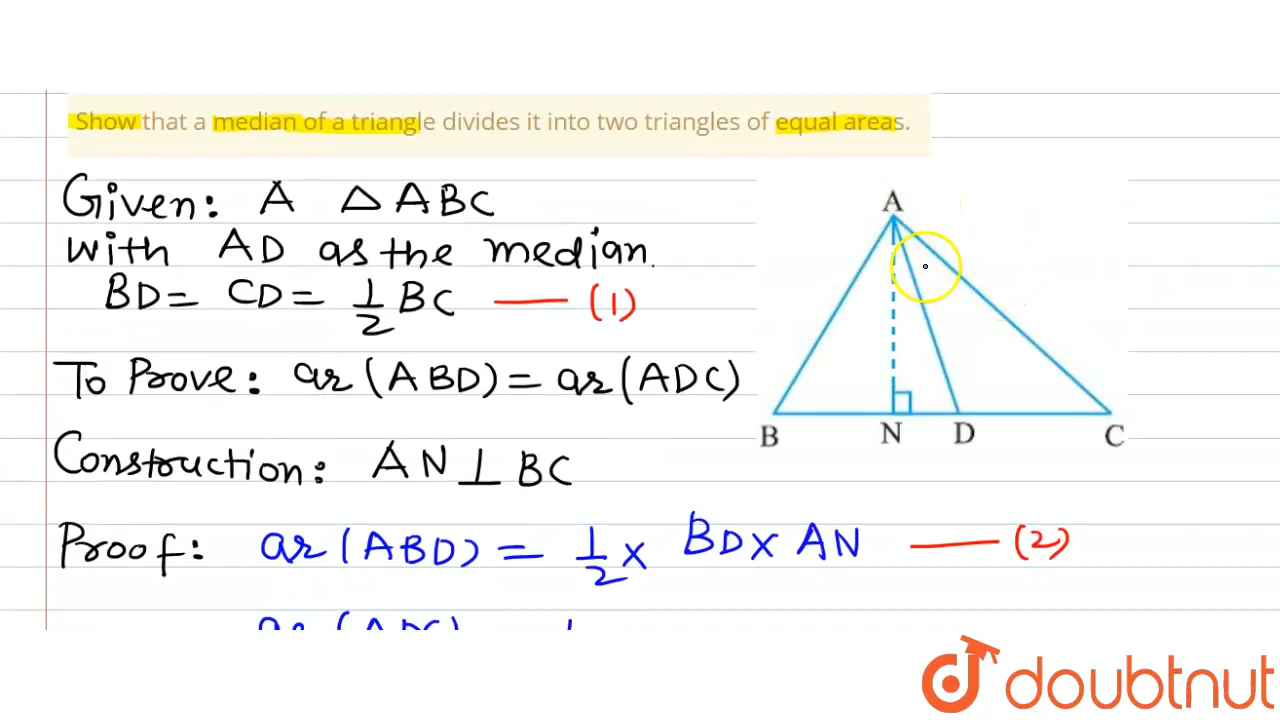 Show that a median of a triangle divides it into two triangles of equal areas.
Given: A △ ABC
with AD as the median.
BD = CD = 1/2 BC —— (1)
To Prove: ar (ABD) = ar (ADC)
Construction: AN ⊥ BC
Proof: ar (ABD) = 1/2 × BD × AN —— (2)
ar (ADC)
A
B N D C
doubtnut